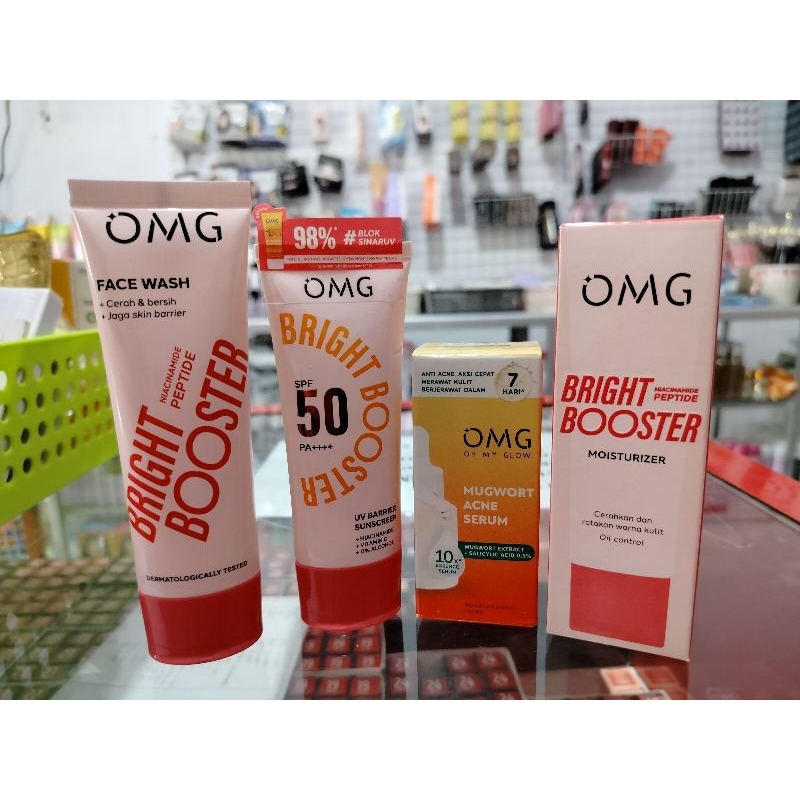 OMG
FACE WASH
+ Cerah & bersih
+ Jaga skin barrier
BRIGHT
BOOSTER
NIACINAMIDE
PEPTIDE
DERMATOLOGICALLY TESTED
98%* # BLOK
SINARUV
OMG
BRIGHT BOOSTER
SPF
50
PA++++
UV BARRIER
SUNSCREEN
+ NIACINAMIDE
+ 0% ALCOHOL
ANTI ACNE, AKSI CEPAT
MERAWAT KULIT
BERJERAWAT DALAM
7
HARI^
OMG
OH MY GLOW
MUGWORT
ACNE
SERUM
MUGWORT EXTRACT
+ SALICYLIC ACID 0.5%
10X*
ESSENCE
SERUM
OMG
BRIGHT
BOOSTER
NIACINAMIDE
PEPTIDE
MOISTURIZER
Cerahkan dan
ratakan warna kulit
Oil control